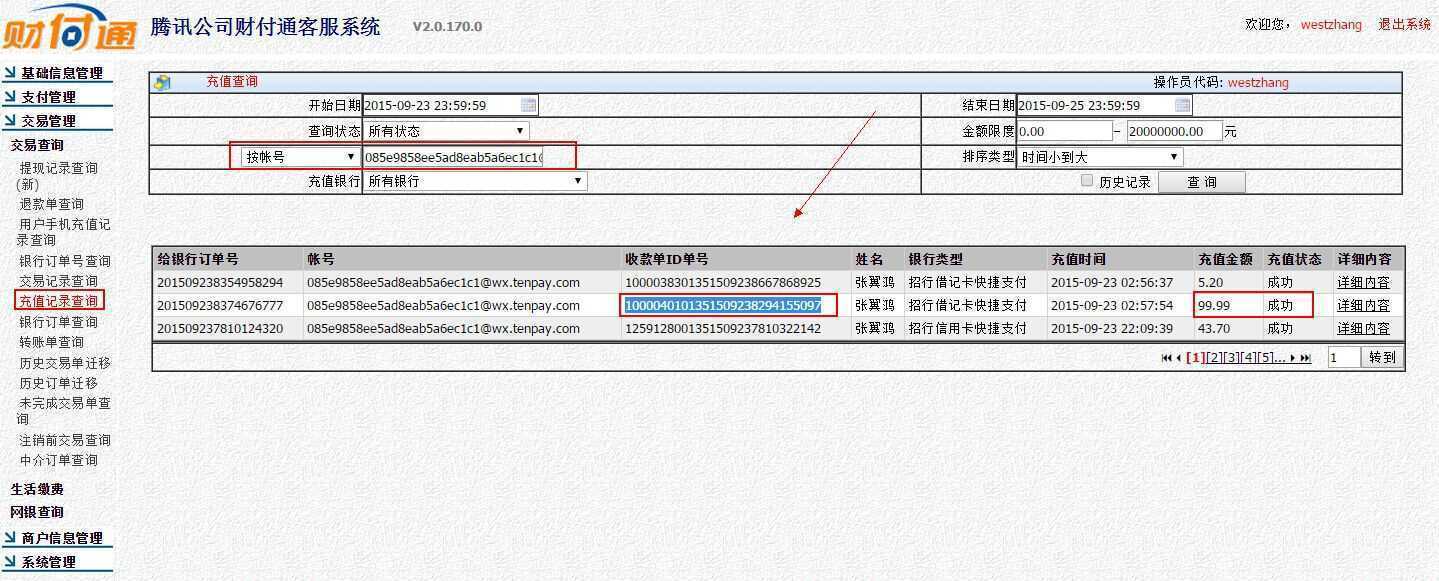 财付通 腾讯公司财付通客服系统 V2.0.170.0 欢迎您， westzhang 退出系统
基础信息管理
支付管理
交易管理
交易查询
提现记录查询
(新)
退款单查询
用户手机充值记
录查询
银行订单号查询
交易记录查询
充值记录查询
银行订单查询
转账单查询
历史交易单迁移
历史订单迁移
未完成交易单查
询
注销前交易查询
中介订单查询
生活缴费
网银查询
商户信息管理
系统管理
充值查询 操作员代码: westzhang
开始日期 2015-09-23 23:59:59 结束日期 2015-09-25 23:59:59
查询状态 所有状态 金额限度 0.00 - 20000000.00 元
按帐号 085e9858ee5ad8eab5a6ec1c1 排序类型 时间小到大
充值银行 所有银行 历史记录 查询
给银行订单号 帐号 收款单ID单号 姓名 银行类型 充值时间 充值金额 充值状态 详细内容
201509238354958294 085e9858ee5ad8eab5a6ec1c1@wx.tenpay.com 1000038301351509238667868925 张翼鸿 招行借记卡快捷支付 2015-09-23 02:56:37 5.20 成功 详细内容
201509238374676777 085e9858ee5ad8eab5a6ec1c1@wx.tenpay.com 1000040101351509238294155097 张翼鸿 招行借记卡快捷支付 2015-09-23 02:57:54 99.99 成功 详细内容
201509237810124320 085e9858ee5ad8eab5a6ec1c1@wx.tenpay.com 1259128001351509237810322142 张翼鸿 招行信用卡快捷支付 2015-09-23 22:09:39 43.70 成功 详细内容
[1][2][3][4][5]... 1 转到